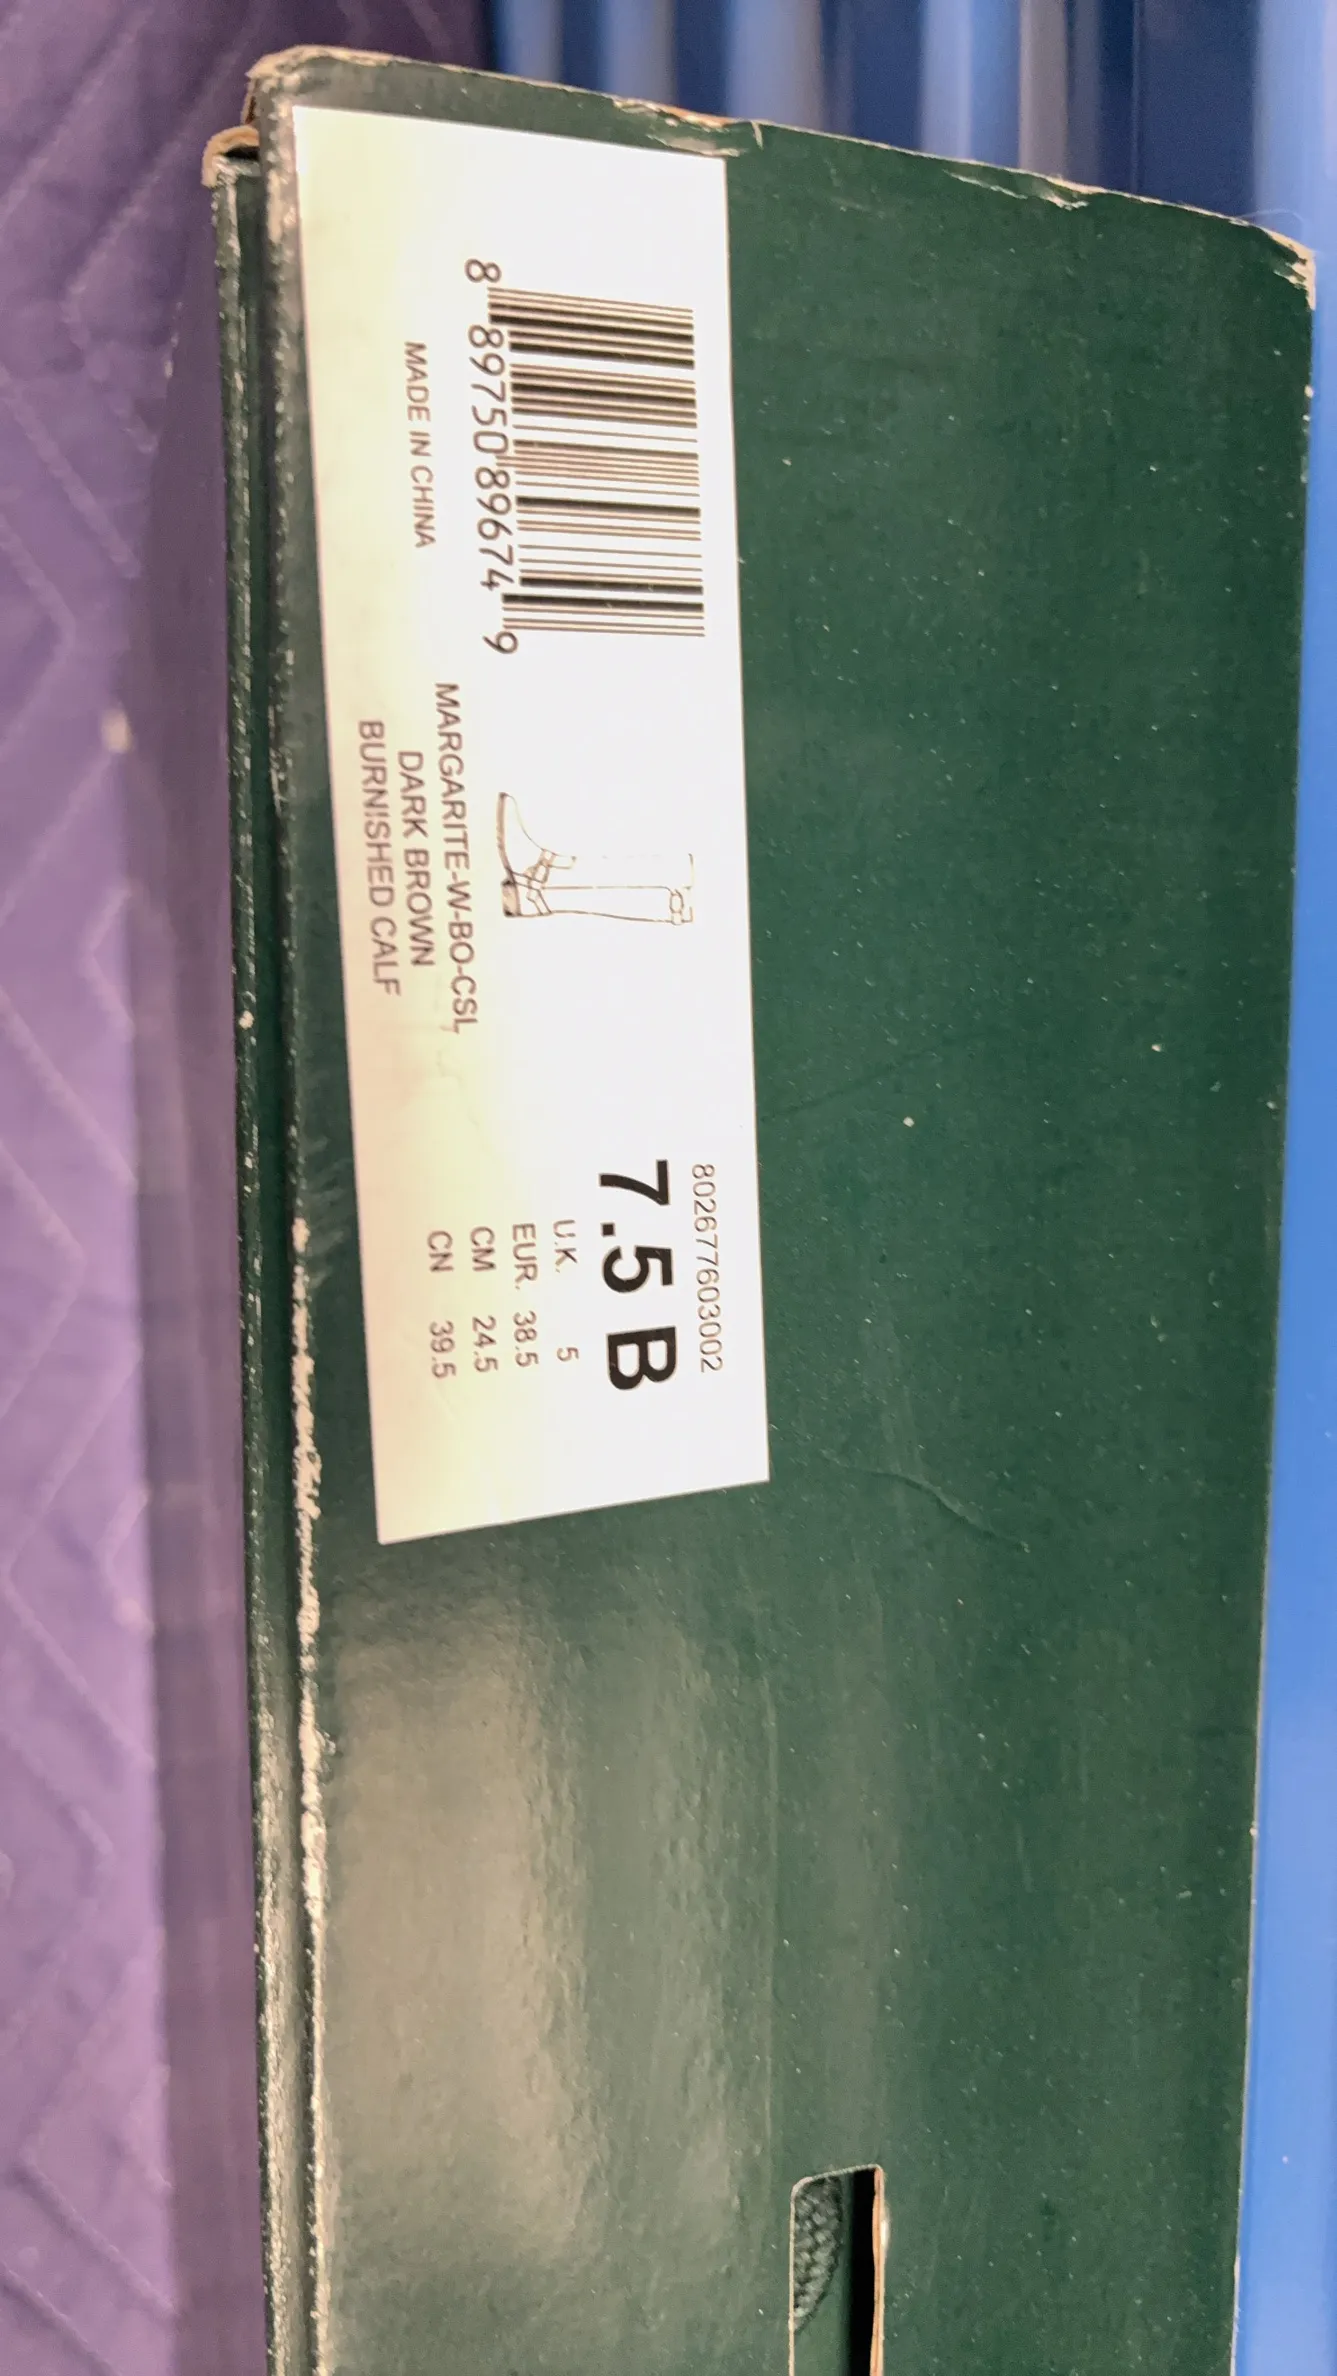 8 89750 89674 9
MADE IN CHINA
MARGARITE-W-BO-CSL
DARK BROWN
BURNISHED CALF
802677603002
7.5 B
U.K. 5
EUR. 38.5
CM 24.5
CN 39.5